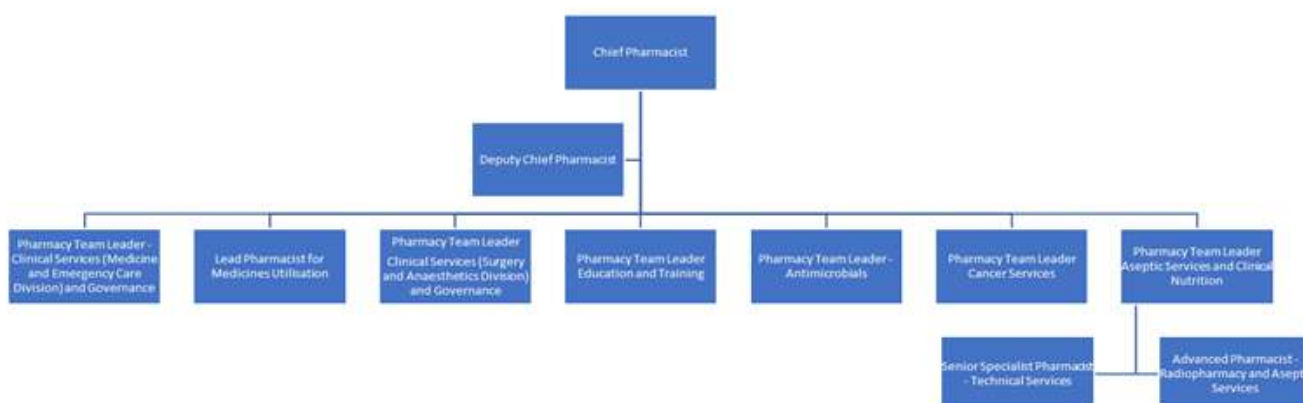 Chief Pharmacist
Deputy Chief Pharmacist
Pharmacy Team Leader -
Clinical Services (Medicine
and Emergency Care
Division) and Governance
Lead Pharmacist for
Medicines Utilisation
Pharmacy Team Leader
Clinical Services (Surgery
and Anaesthetics Division)
and Governance
Pharmacy Team Leader
Education and Training
Pharmacy Team Leader -
Antimicrobials
Pharmacy Team Leader
Cancer Services
Pharmacy Team Leader
Aseptic Services and Clinical
Nutrition
Senior Specialist Pharmacist
- Technical Services
Advanced Pharmacist -
Radiopharmacy and Asept
Services